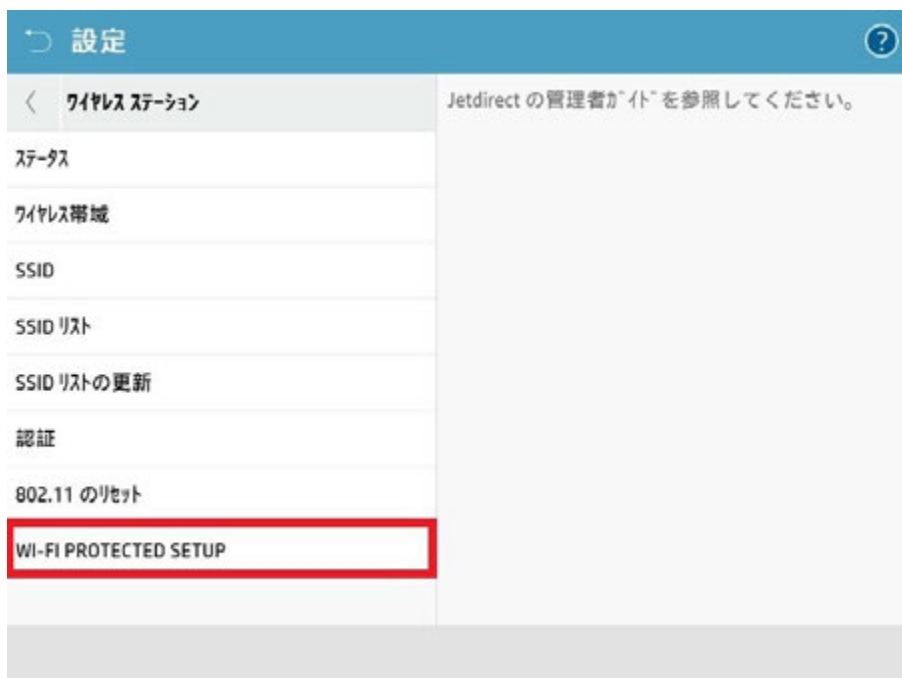 設定
?
ﾜｲﾔﾚｽ ｽﾃｰｼｮﾝ
ｽﾃｰﾀｽ
ﾜｲﾔﾚｽ帯域
SSID
SSID ﾘｽﾄ
SSID ﾘｽﾄの更新
認証
802.11 のﾘｾｯﾄ
WI-FI PROTECTED SETUP
Jetdirect の管理者ｶﾞｲﾄﾞを参照してください。